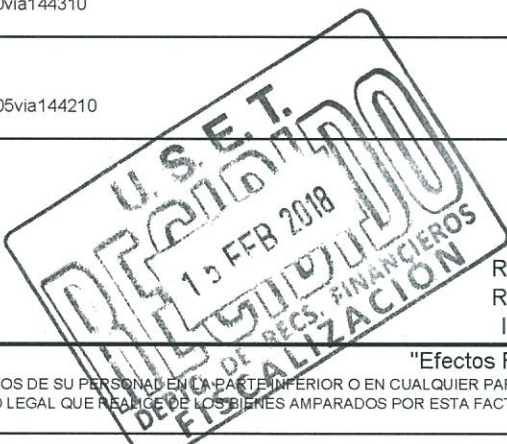 0via144310
05via144210
U. S. E. T.
RECIBIDO
FEB 2018
DEPTO DE RECS. FINANCIEROS
FISCALIZACIÓN
R
R
I
"Efectos F
OS DE SU PERSONAL EN LA PARTE INFERIOR O EN CUALQUIER PAR
O LEGAL QUE REALICE DE LOS BIENES AMPARADOS POR ESTA FACT